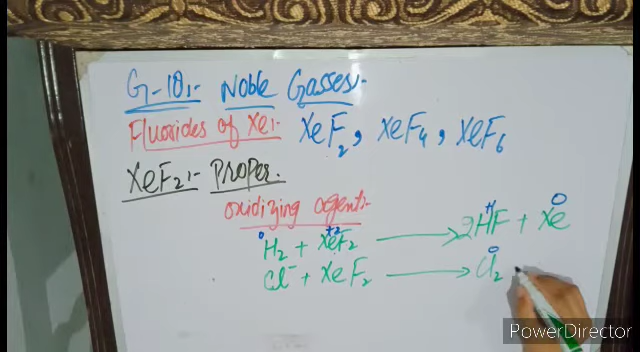 G-18:- Noble Gasses:-
Fluorides of Xe:- XeF2, XeF4, XeF6
XeF2:- Proper.
oxidizing agent:-
H2 + XeF2 → 2HF + Xe
Cl- + XeF2 → Cl2
PowerDirector